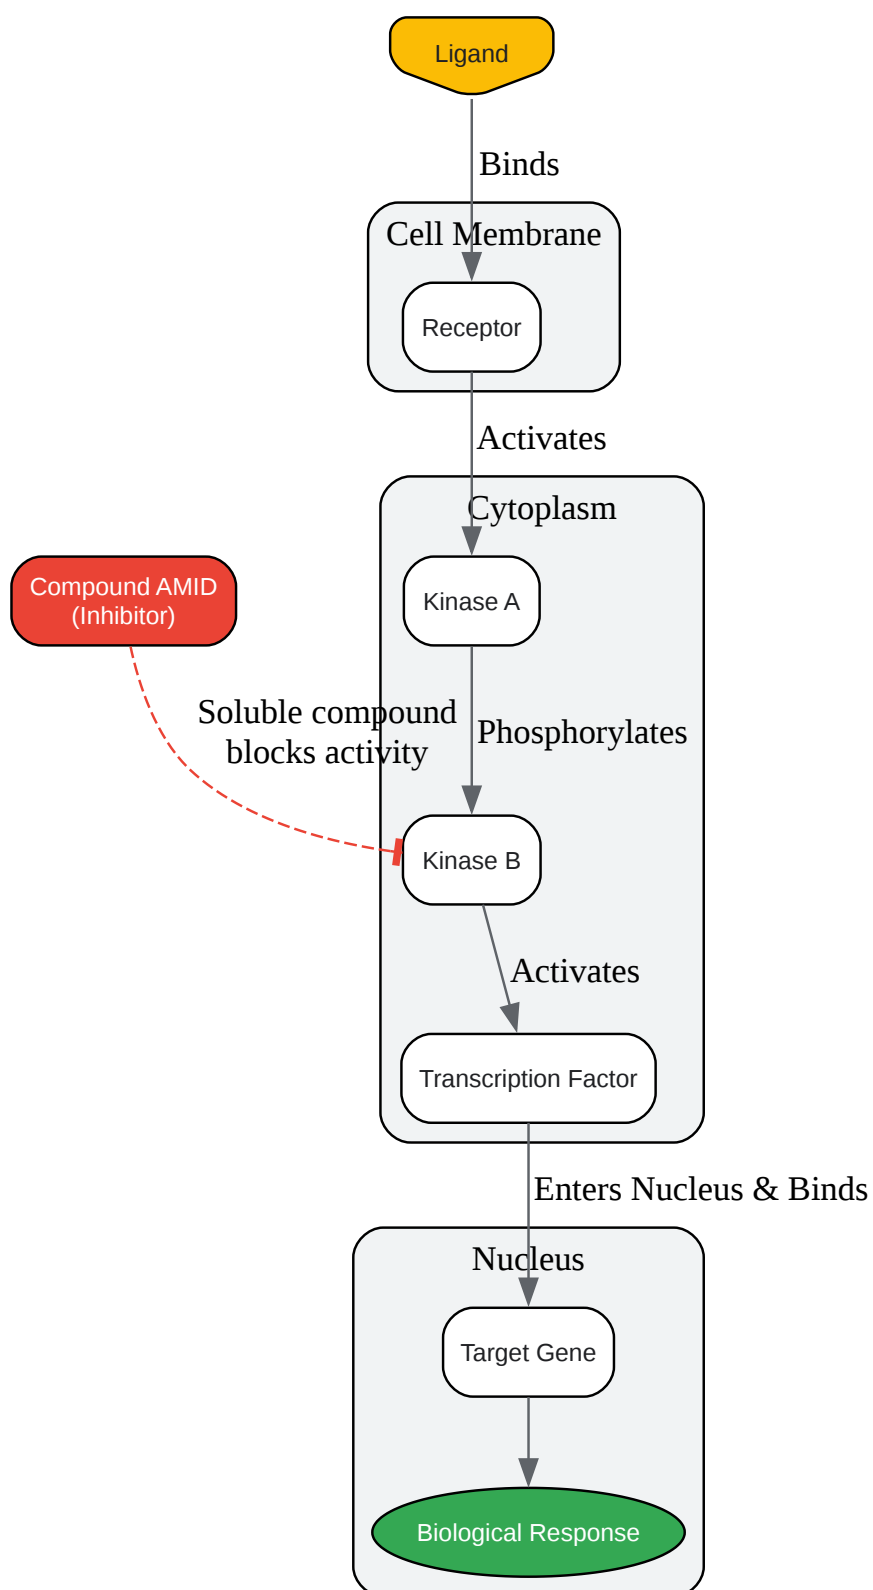 Ligand
Binds
Cell Membrane
Receptor
Activates
Cytoplasm
Compound AMID
(Inhibitor)
Kinase A
Soluble compound
blocks activity
Phosphorylates
Kinase B
Activates
Transcription Factor
Enters Nucleus & Binds
Nucleus
Target Gene
Biological Response